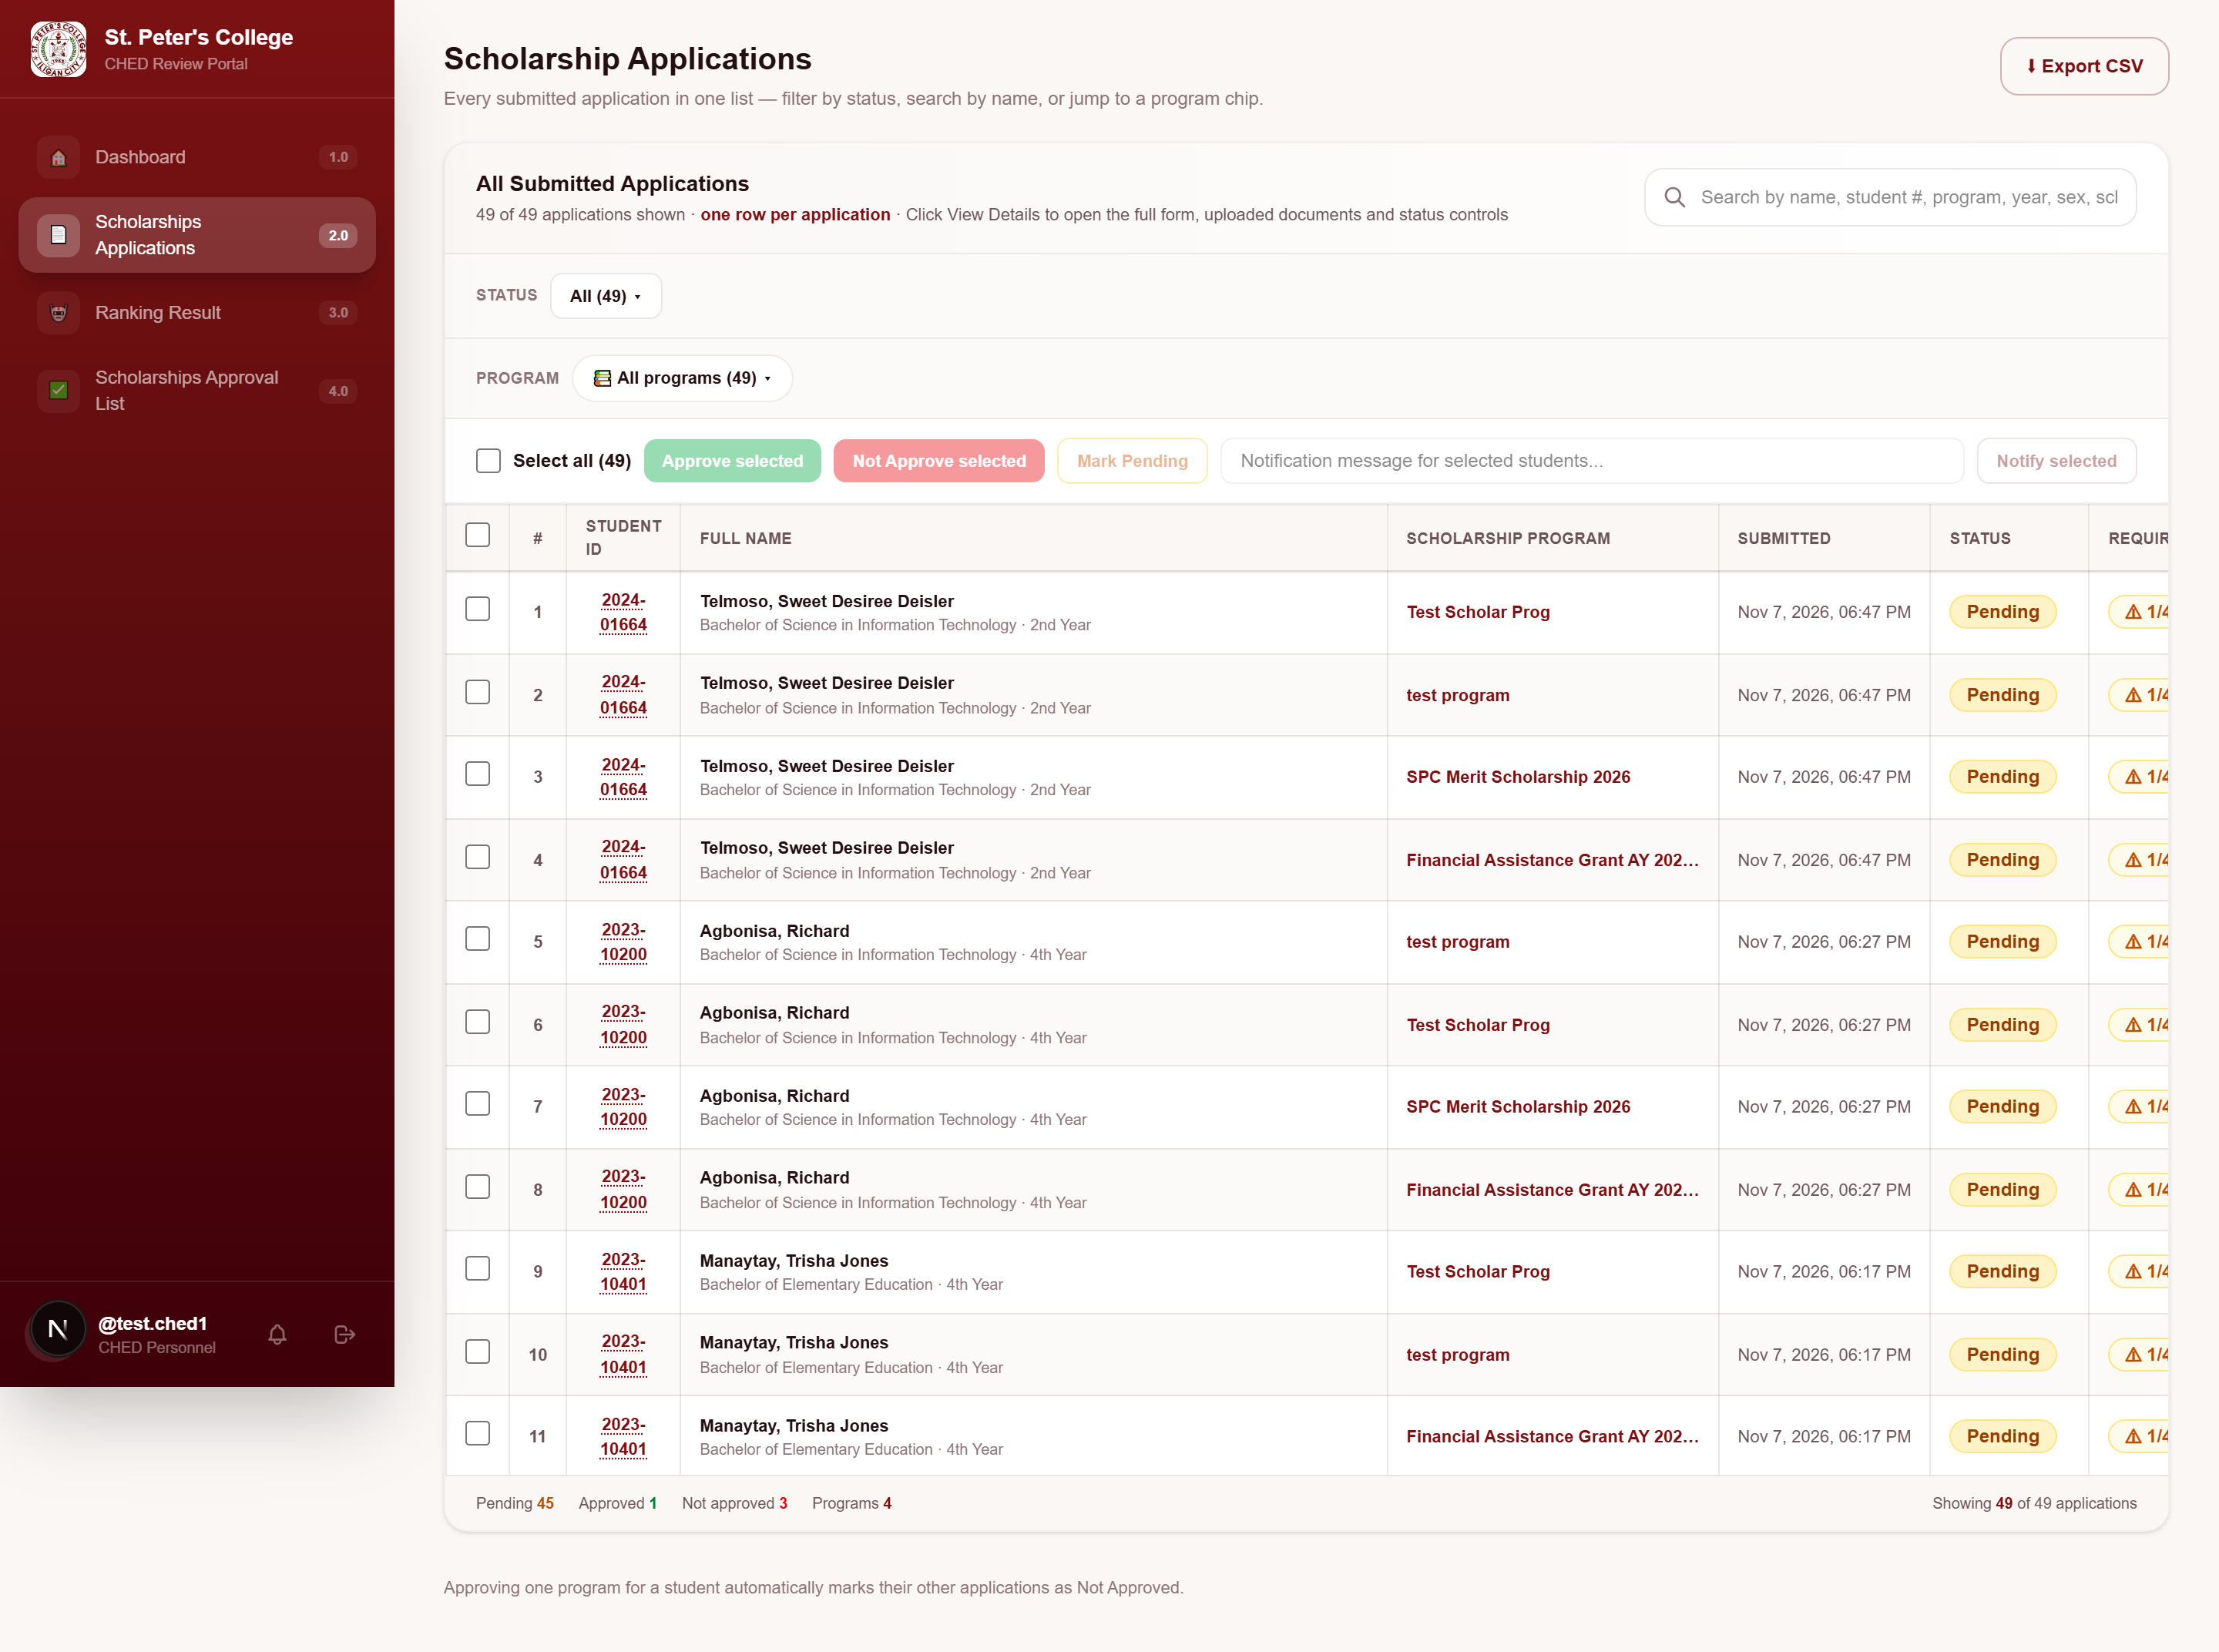 St. Peter's College
CHED Review Portal
Dashboard 1.0
Scholarships Applications 2.0
Ranking Result 3.0
Scholarships Approval List 4.0
@test.ched1
CHED Personnel
Scholarship Applications
Every submitted application in one list — filter by status, search by name, or jump to a program chip.
⬇ Export CSV
All Submitted Applications
49 of 49 applications shown · one row per application · Click View Details to open the full form, uploaded documents and status controls
Search by name, student #, program, year, sex, scl
STATUS All (49) ▾
PROGRAM All programs (49) ▾
Select all (49) Approve selected Not Approve selected Mark Pending Notification message for selected students... Notify selected
# STUDENT ID FULL NAME SCHOLARSHIP PROGRAM SUBMITTED STATUS REQUIR
1 2024-01664 Telmoso, Sweet Desiree Deisler Test Scholar Prog Nov 7, 2026, 06:47 PM Pending ⚠ 1/4
Bachelor of Science in Information Technology · 2nd Year
2 2024-01664 Telmoso, Sweet Desiree Deisler test program Nov 7, 2026, 06:47 PM Pending ⚠ 1/4
Bachelor of Science in Information Technology · 2nd Year
3 2024-01664 Telmoso, Sweet Desiree Deisler SPC Merit Scholarship 2026 Nov 7, 2026, 06:47 PM Pending ⚠ 1/4
Bachelor of Science in Information Technology · 2nd Year
4 2024-01664 Telmoso, Sweet Desiree Deisler Financial Assistance Grant AY 202... Nov 7, 2026, 06:47 PM Pending ⚠ 1/4
Bachelor of Science in Information Technology · 2nd Year
5 2023-10200 Agbonisa, Richard test program Nov 7, 2026, 06:27 PM Pending ⚠ 1/4
Bachelor of Science in Information Technology · 4th Year
6 2023-10200 Agbonisa, Richard Test Scholar Prog Nov 7, 2026, 06:27 PM Pending ⚠ 1/4
Bachelor of Science in Information Technology · 4th Year
7 2023-10200 Agbonisa, Richard SPC Merit Scholarship 2026 Nov 7, 2026, 06:27 PM Pending ⚠ 1/4
Bachelor of Science in Information Technology · 4th Year
8 2023-10200 Agbonisa, Richard Financial Assistance Grant AY 202... Nov 7, 2026, 06:27 PM Pending ⚠ 1/4
Bachelor of Science in Information Technology · 4th Year
9 2023-10401 Manaytay, Trisha Jones Test Scholar Prog Nov 7, 2026, 06:17 PM Pending ⚠ 1/4
Bachelor of Elementary Education · 4th Year
10 2023-10401 Manaytay, Trisha Jones test program Nov 7, 2026, 06:17 PM Pending ⚠ 1/4
Bachelor of Elementary Education · 4th Year
11 2023-10401 Manaytay, Trisha Jones Financial Assistance Grant AY 202... Nov 7, 2026, 06:17 PM Pending ⚠ 1/4
Bachelor of Elementary Education · 4th Year
Pending 45 Approved 1 Not approved 3 Programs 4 Showing 49 of 49 applications
Approving one program for a student automatically marks their other applications as Not Approved.